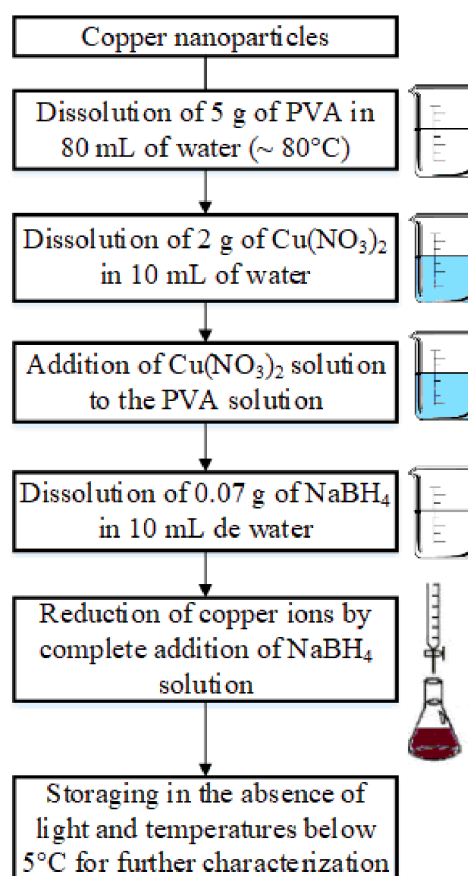 Copper nanoparticles
Dissolution of 5 g of PVA in
80 mL of water (~ 80°C)
Dissolution of 2 g of Cu(NO₃)₂
in 10 mL of water
Addition of Cu(NO₃)₂ solution
to the PVA solution
Dissolution of 0.07 g of NaBH₄
in 10 mL de water
Reduction of copper ions by
complete addition of NaBH₄
solution
Storaging in the absence of
light and temperatures below
5°C for further characterization